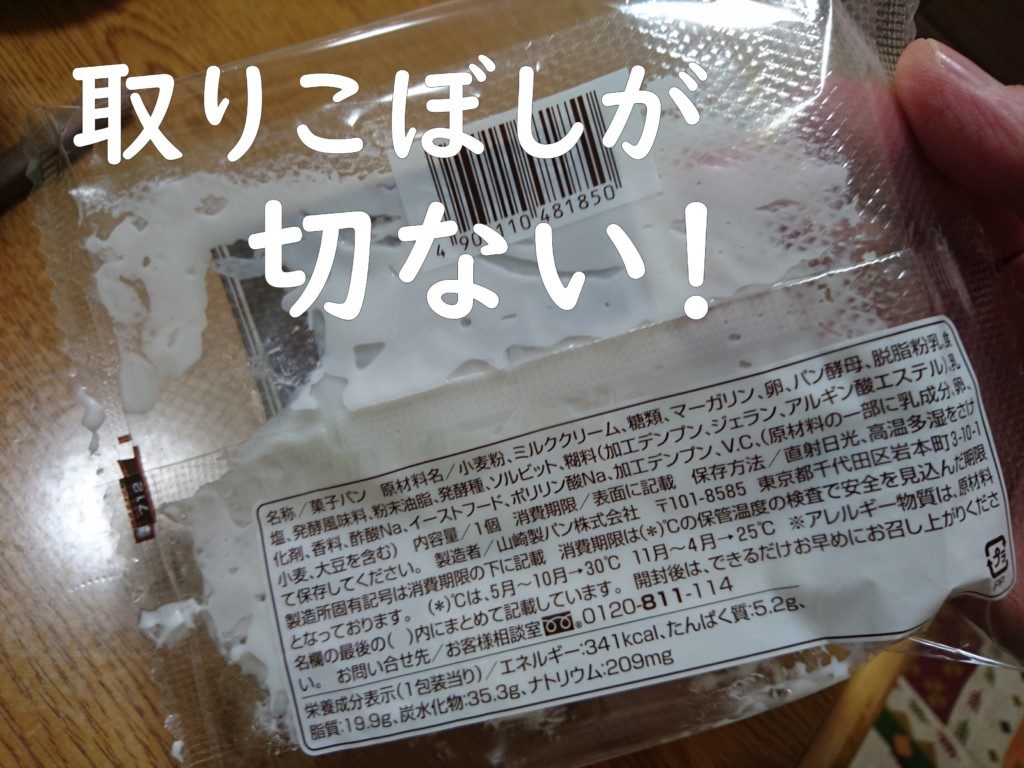 取りこぼしが
切ない!
4 903110 481850
名称/菓子パン 原材料名/小麦粉、ミルククリーム、糖類、マーガリン、卵、パン酵母、脱脂粉乳、食
塩、発酵風味料、粉末油脂、発酵種、ソルビット、糊料(加工デンプン、ジェラン、アルギン酸エステル)、乳
化剤、香料、酢酸Na、イーストフード、ポリリン酸Na、加工デンプン、V.C、(原材料の一部に乳成分、卵、
小麦、大豆を含む) 内容量/1個 消費期限/表面に記載 保存方法/直射日光、高温多湿をさけ
て保存してください。 製造者/山崎製パン株式会社 〒101-8585 東京都千代田区岩本町3-10-1
製造所固有記号は消費期限の下に記載 消費期限は(*)℃の保管温度の検査で安全を見込んだ期限
となっております。 (*)℃は、5月〜10月→30℃ 11月〜4月→25℃ ※アレルギー物質は、原材料
名欄の最後の( )内にまとめて記載しています。 開封後は、できるだけお早めにお召し上がりくださ
い。 お問い合せ先/お客様相談室 0120-811-114
栄養成分表示(1包装当り)/エネルギー:341kcal、たんぱく質:5.2g、
脂質:19.9g、炭水化物:35.3g、ナトリウム:209mg